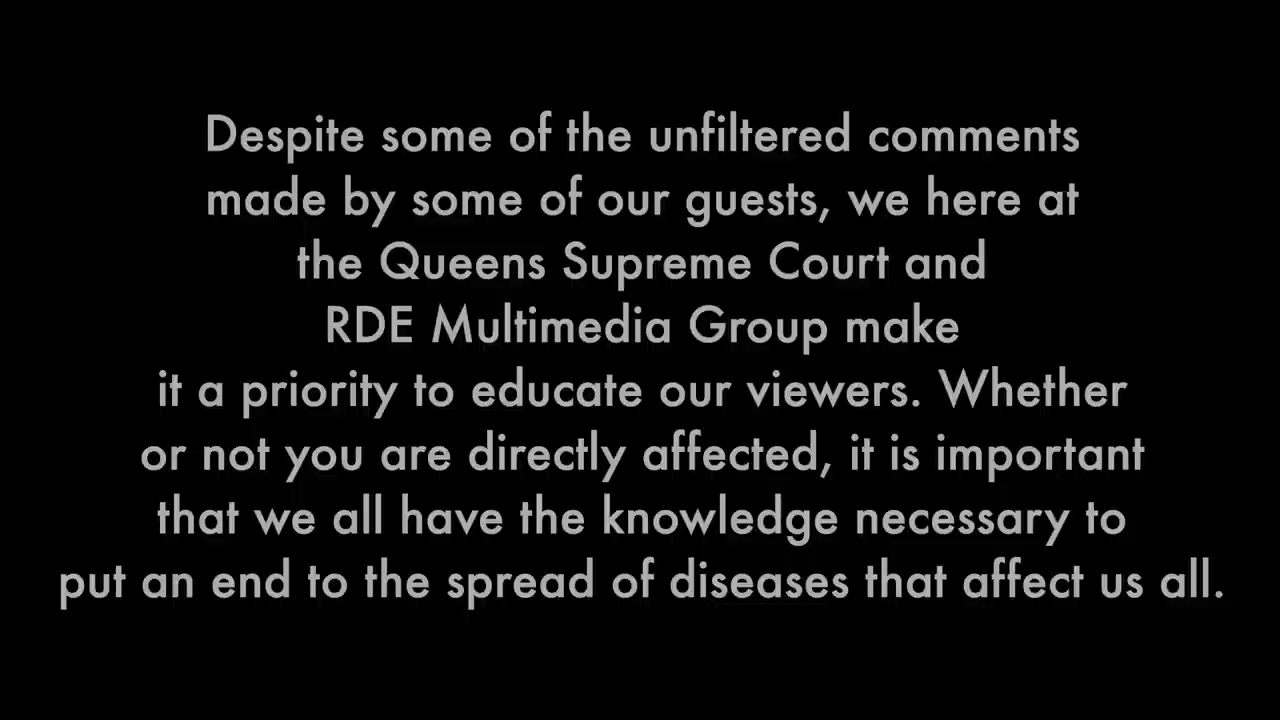 Despite some of the unfiltered comments
made by some of our guests, we here at
the Queens Supreme Court and
RDE Multimedia Group make
it a priority to educate our viewers. Whether
or not you are directly affected, it is important
that we all have the knowledge necessary to
put an end to the spread of diseases that affect us all.